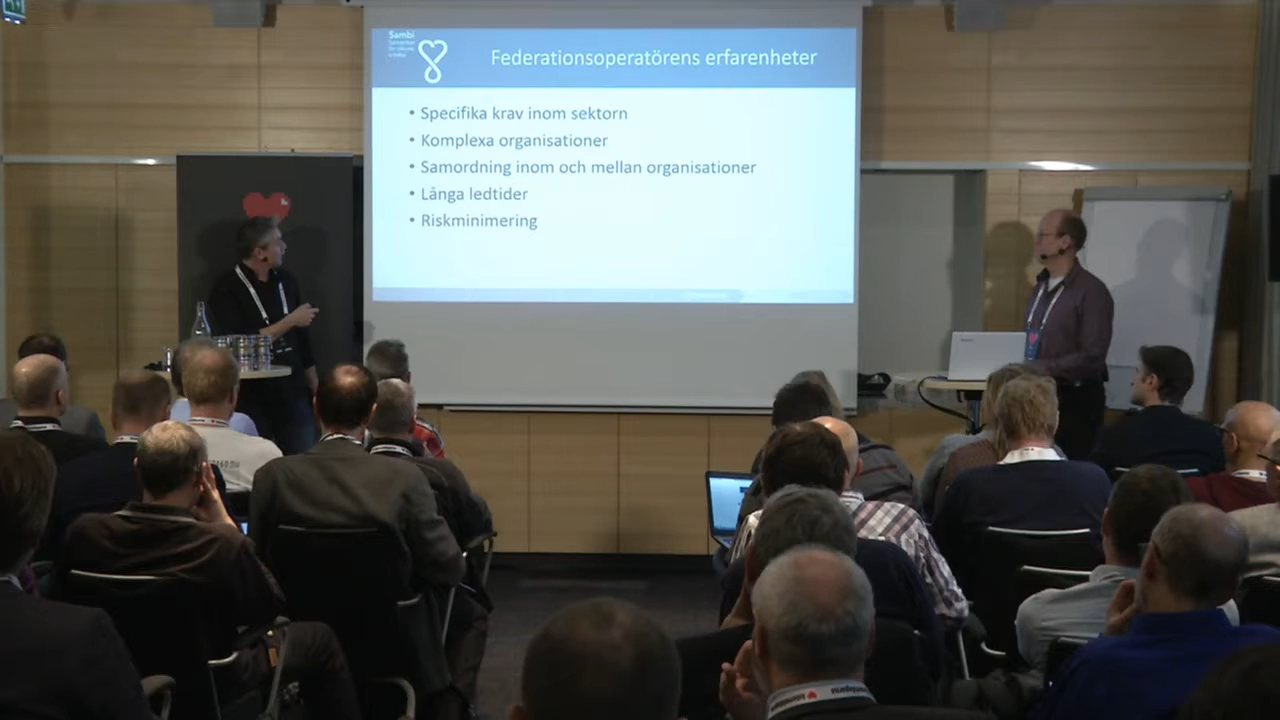 Sambi
Federationsoperatörens erfarenheter
• Specifika krav inom sektorn
• Komplexa organisationer
• Samordning inom och mellan organisationer
• Långa ledtider
• Riskminimering